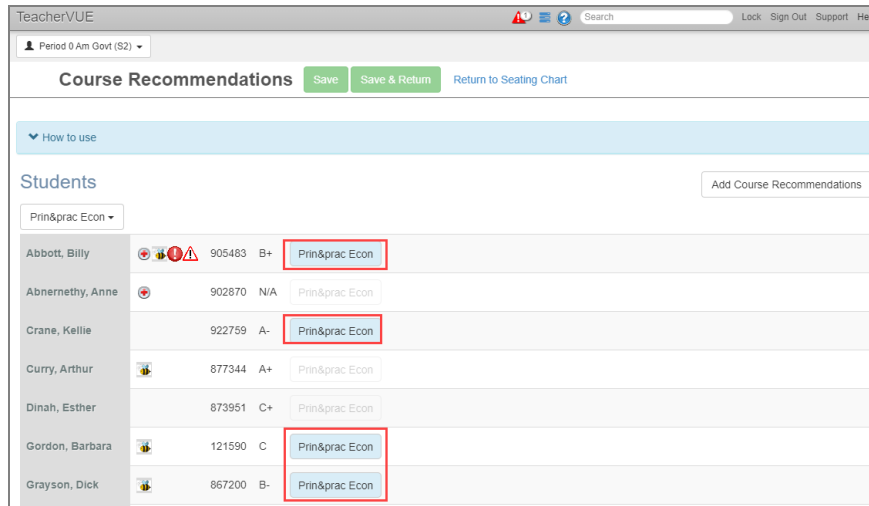 TeacherVUE 1 ? Search Lock Sign Out Support He
Period 0 Am Govt (S2)
Course Recommendations Save Save & Return Return to Seating Chart
How to use
Students
Add Course Recommendations
Prin&prac Econ
Abbott, Billy 905483 B+ Prin&prac Econ
Abnernethy, Anne 902870 N/A Prin&prac Econ
Crane, Kellie 922759 A- Prin&prac Econ
Curry, Arthur 877344 A+ Prin&prac Econ
Dinah, Esther 873951 C+ Prin&prac Econ
Gordon, Barbara 121590 C Prin&prac Econ
Grayson, Dick 867200 B- Prin&prac Econ